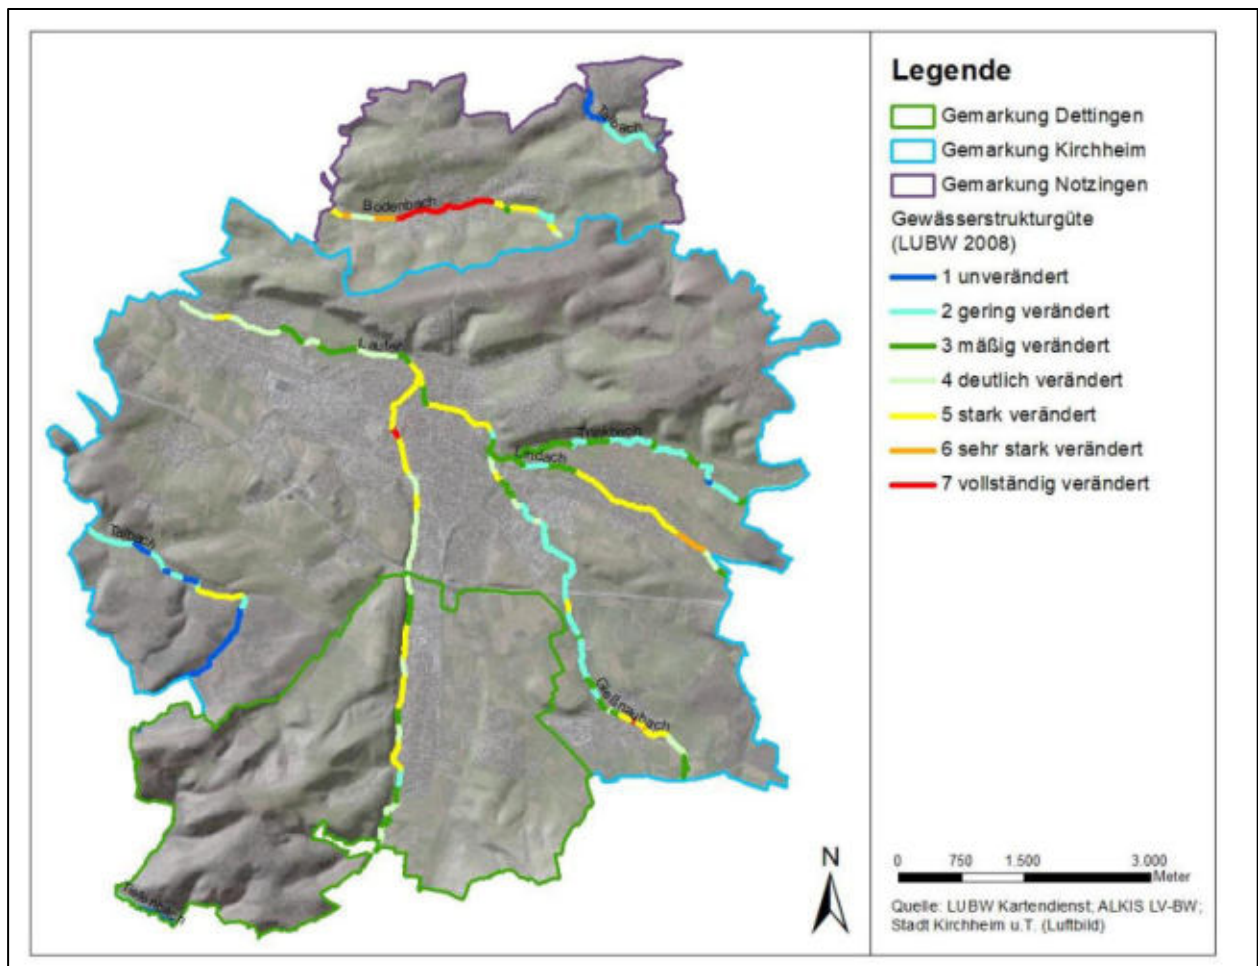 Legende
Gemarkung Dettingen
Gemarkung Kirchheim
Gemarkung Notzingen
Gewässerstrukturgüte
(LUBW 2008)
1 unverändert
2 gering verändert
3 mäßig verändert
4 deutlich verändert
5 stark verändert
6 sehr stark verändert
7 vollständig verändert
Talbach
Bodenbach
Lauter
Trinkbach
Lindach
Talbach
Gießnaubach
Tiefenbach
N
0 750 1.500 3.000
Meter
Quelle: LUBW Kartendienst; ALKIS LV-BW;
Stadt Kirchheim u.T. (Luftbild)